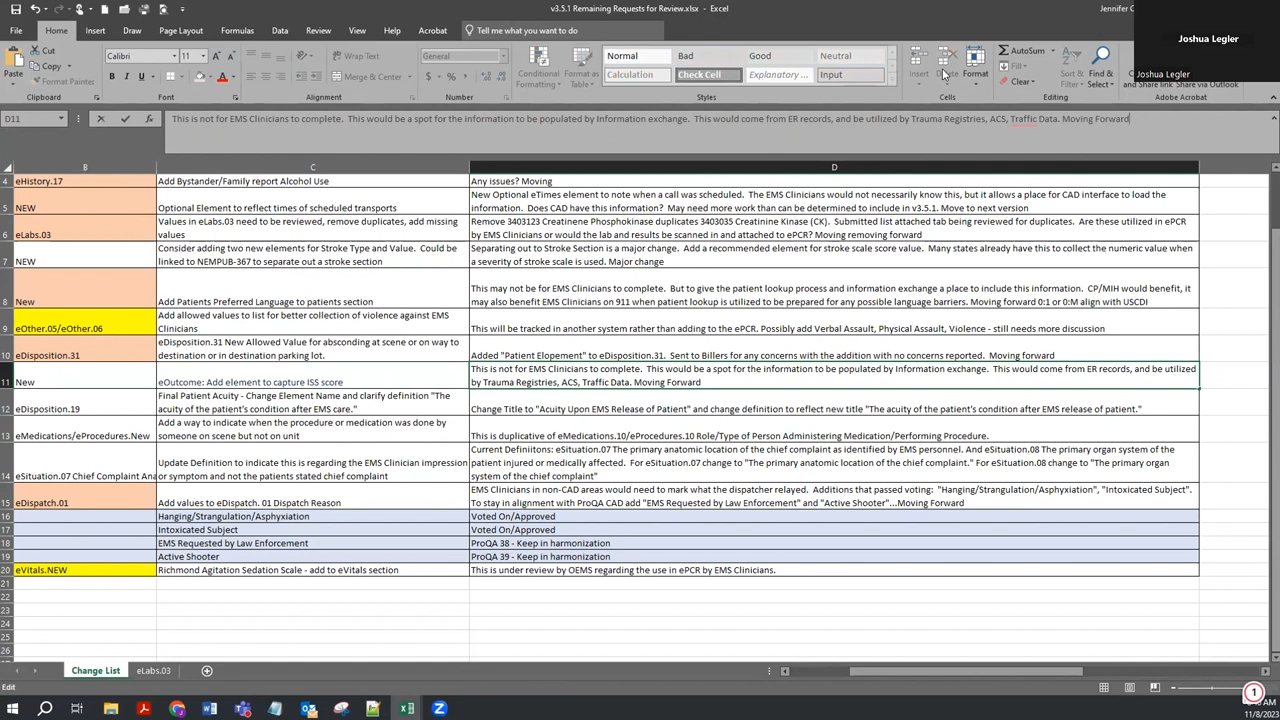 v3.5.1 Remaining Requests for Review.xlsx - Excel
Jennifer C
Joshua Legler
Joshua Legler
File Home Insert Draw Page Layout Formulas Data Review View Help Acrobat Tell me what you want to do
Paste Cut Copy Format Painter
Clipboard
Calibri 11
B I U
Font
Wrap Text
Merge & Center
Alignment
General
$ % ,
Number
Conditional Formatting Format as Table
Normal Bad Good Neutral
Calculation Check Cell Explanatory ... Input
Styles
Insert Format
Cells
AutoSum Fill Clear Sort & Filter Find & Select
Editing
and Share link Share via Outlook
Adobe Acrobat
D11 This is not for EMS Clinicians to complete. This would be a spot for the information to be populated by Information exchange. This would come from ER records, and be utilized by Trauma Registries, ACS, Traffic Data. Moving Forward
B C D
4 eHistory.17 Add Bystander/Family report Alcohol Use Any issues? Moving
New Optional eTimes element to note when a call was scheduled. The EMS Clinicians would not necessarily know this, but it allows a place for CAD interface to load the
5 NEW Optional Element to reflect times of scheduled transports information. Does CAD have this information? May need more work than can be determined to include in v3.5.1. Move to next version
Values in eLabs.03 need to be reviewed, remove duplicates, add missing Remove 3403123 Creatinene Phosphokinase duplicates 3403035 Creatinine Kinase (CK). Submitted list attached tab being reviewed for duplicates. Are these utilized in ePCR
6 eLabs.03 values by EMS Clinicians or would the lab and results be scanned in and attached to ePCR? Moving removing forward
Consider adding two new elements for Stroke Type and Value. Could be Separating out to Stroke Section is a major change. Add a recommended element for stroke scale score value. Many states already have this to collect the numeric value when
7 NEW linked to NEMPUB-367 to separate out a stroke section a severity of stroke scale is used. Major change
This may not be for EMS Clinicians to complete. But to give the patient lookup process and information exchange a place to include this information. CP/MIH would benefit, it
8 New Add Patients Preferred Language to patients section may also benefit EMS Clinicians on 911 when patient lookup is utilized to be prepared for any possible language barriers. Moving forward 0:1 or 0:M align with USCDI
Add allowed values to list for better collection of violence against EMS
9 eOther.05/eOther.06 Clinicians This will be tracked in another system rather than adding to the ePCR. Possibly add Verbal Assault, Physical Assault, Violence - still needs more discussion
eDisposition.31 New Allowed Value for absconding at scene or on way to
10 eDisposition.31 destination or in destination parking lot. Added "Patient Elopement" to eDisposition.31. Sent to Billers for any concerns with the addition with no concerns reported. Moving forward
This is not for EMS Clinicians to complete. This would be a spot for the information to be populated by Information exchange. This would come from ER records, and be utilized
11 New eOutcome: Add element to capture ISS score by Trauma Registries, ACS, Traffic Data. Moving Forward
Final Patient Acuity - Change Element Name and clarify definition "The
12 eDisposition.19 acuity of the patient's condition after EMS care." Change Title to "Acuity Upon EMS Release of Patient" and change definition to reflect new title "The acuity of the patient's condition after EMS release of patient."
Add a way to indicate when the procedure or medication was done by
13 eMedications/eProcedures.New someone on scene but not on unit This is duplicative of eMedications.10/eProcedures.10 Role/Type of Person Administering Medication/Performing Procedure.
Current Definiitons: eSituation.07 The primary anatomic location of the chief complaint as identified by EMS personnel. And eSituation.08 The primary organ system of the
Update Definition to indicate this is regarding the EMS Clinician impression patient injured or medically affected. For eSituation.07 change to "The primary anatomic location of the chief complaint." For eSituation.08 change to "The primary organ
14 eSituation.07 Chief Complaint Ana or symptom and not the patients stated chief complaint system of the chief complaint"
EMS Clinicians in non-CAD areas would need to mark what the dispatcher relayed. Additions that passed voting: "Hanging/Strangulation/Asphyxiation", "Intoxicated Subject".
15 eDispatch.01 Add values to eDispatch. 01 Dispatch Reason To stay in alignment with ProQA CAD add "EMS Requested by Law Enforcement" and "Active Shooter"...Moving Forward
16 Hanging/Strangulation/Asphyxiation Voted On/Approved
17 Intoxicated Subject Voted On/Approved
18 EMS Requested by Law Enforcement ProQA 38 - Keep in harmonization
19 Active Shooter ProQA 39 - Keep in harmonization
20 eVitals.NEW Richmond Agitation Sedation Scale - add to eVitals section This is under review by OEMS regarding the use in ePCR by EMS Clinicians.
21
22
23
24
25
26
Change List eLabs.03
Edit
1
11/8/2023